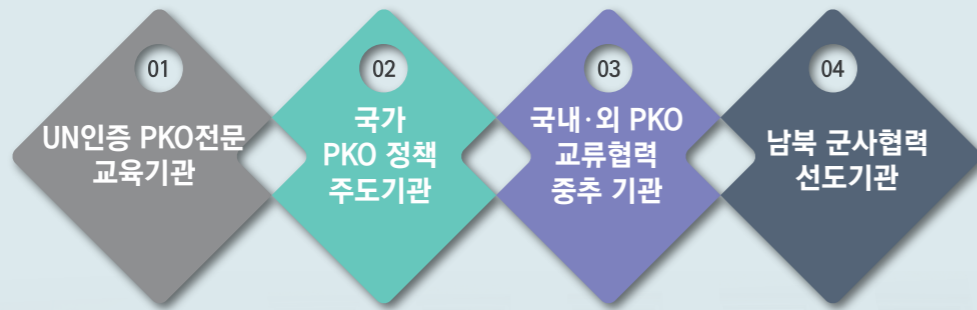 01
UN인증 PKO전문
교육기관
02
국가
PKO 정책
주도기관
03
국내·외 PKO
교류협력
중추 기관
04
남북 군사협력
선도기관